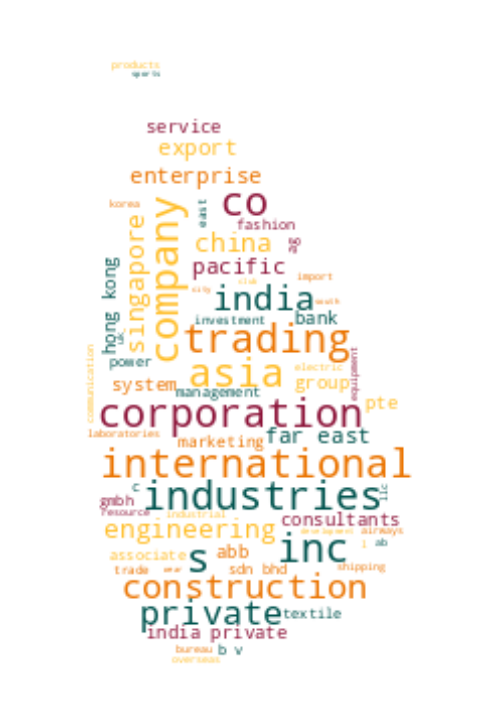 products
sports
service
export
enterprise
korea
co
east
company
singapore
fashion
china
ag
pacific
hong kong
import
city
club
india
south
investment
bank
uk
trading
power
electric
equipment
asia
group
system
management
communication
pte
corporation
laboratories
marketing
far east
international
c
industries
llc
gmbh
resource
industrial
consultants
engineering
development
airways
l
ab
inc
associate
s
abb
trade
wear
sdn bhd
shipping
construction
private
textile
india private
bureau
b v
overseas